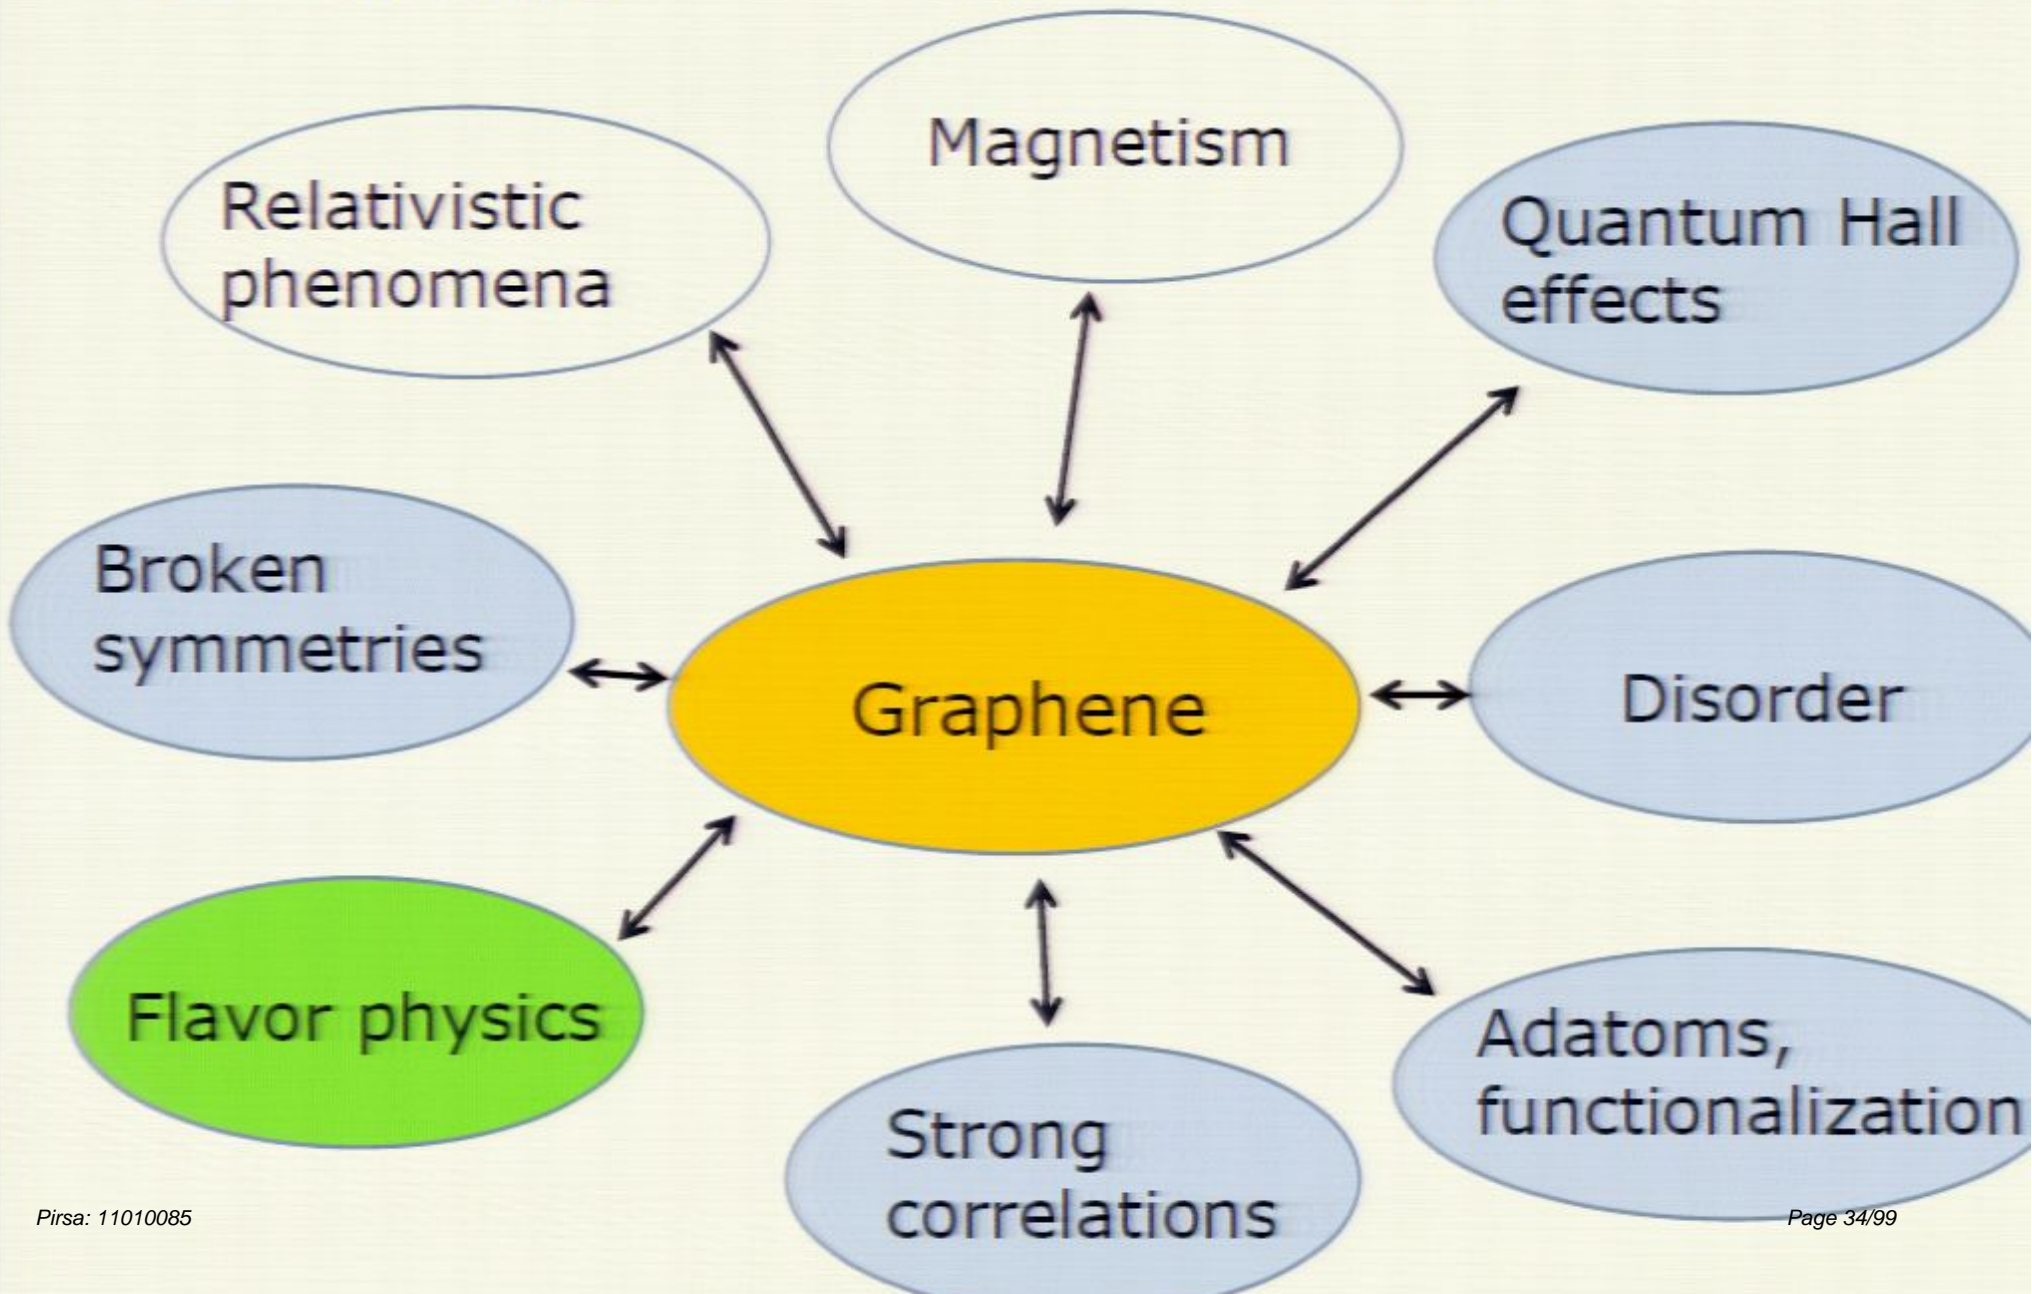 Magnetism
Relativistic
phenomena
Quantum Hall
effects
Broken
symmetries
Graphene
Disorder
Flavor physics
Adatoms,
functionalization
Strong
correlations
Pirsa: 11010085
Page 34/99